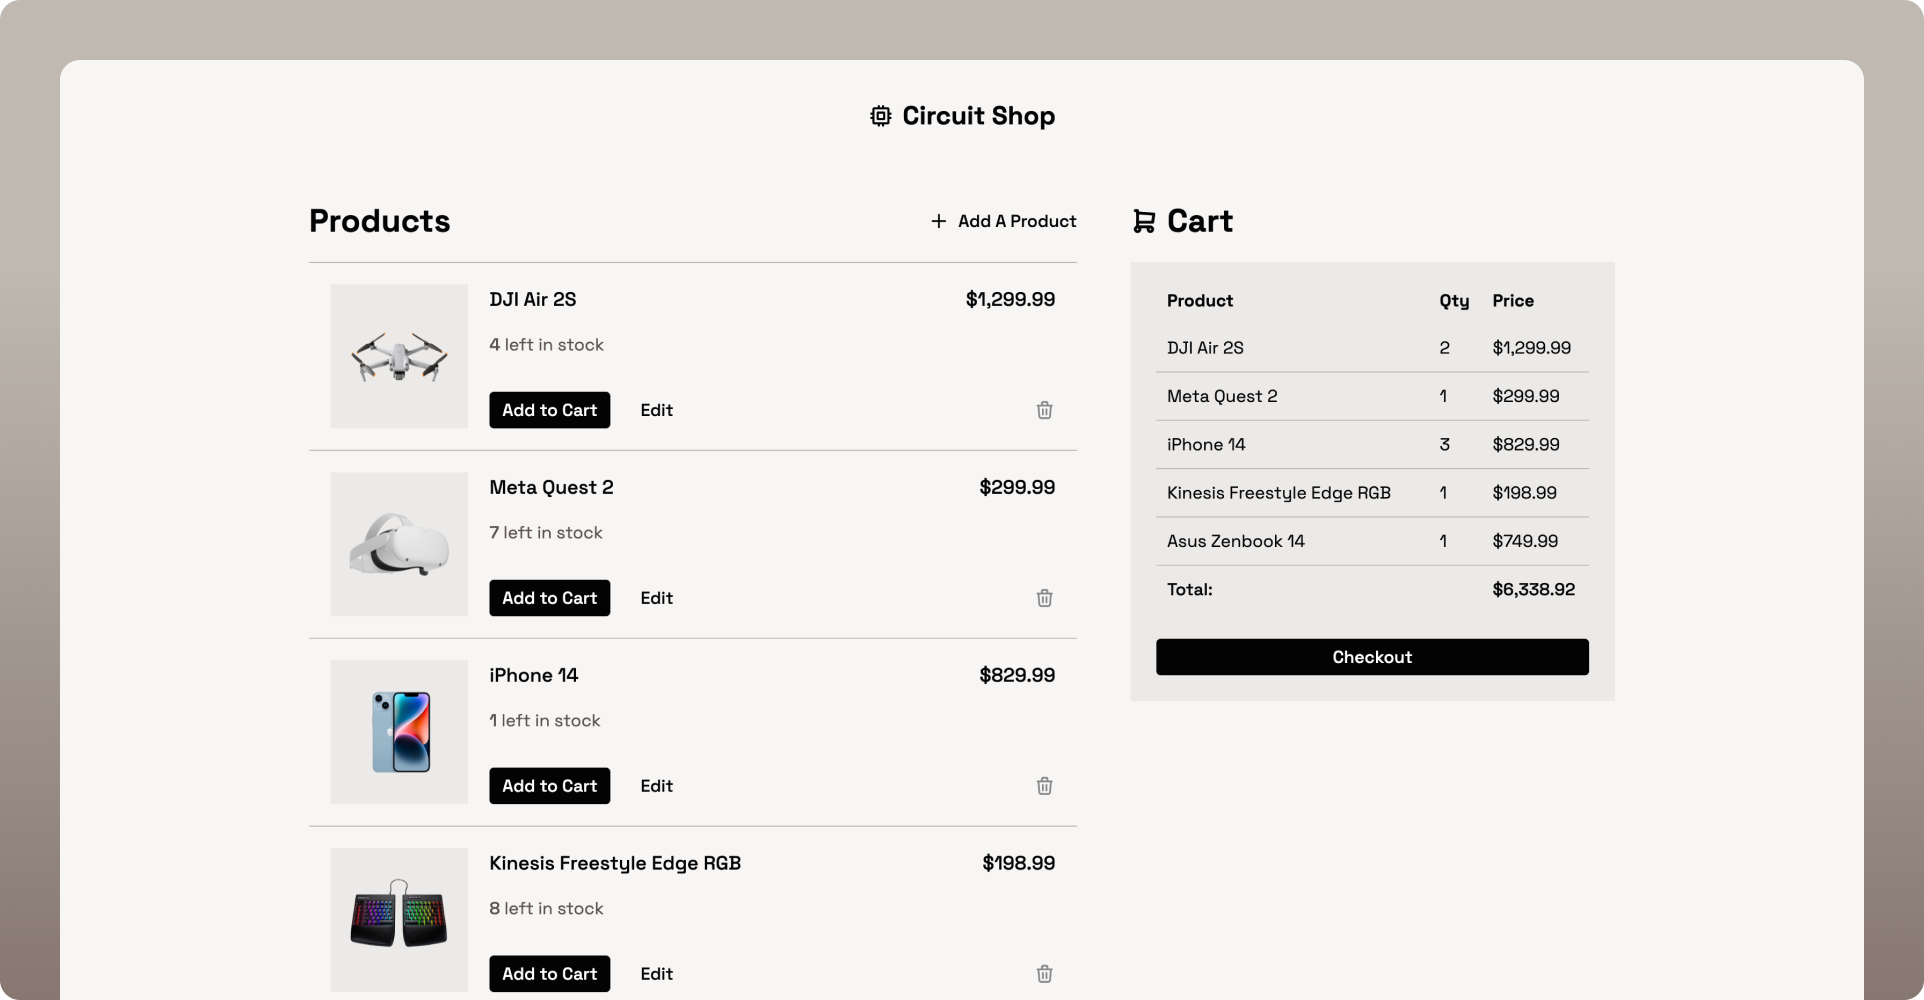 Circuit Shop
Products
Add A Product
DJI Air 2S
$1,299.99
4 left in stock
Add to Cart
Edit
Meta Quest 2
$299.99
7 left in stock
Add to Cart
Edit
iPhone 14
$829.99
1 left in stock
Add to Cart
Edit
Kinesis Freestyle Edge RGB
$198.99
8 left in stock
Add to Cart
Edit
Cart
Product Qty Price
DJI Air 2S 2 $1,299.99
Meta Quest 2 1 $299.99
iPhone 14 3 $829.99
Kinesis Freestyle Edge RGB 1 $198.99
Asus Zenbook 14 1 $749.99
Total: $6,338.92
Checkout